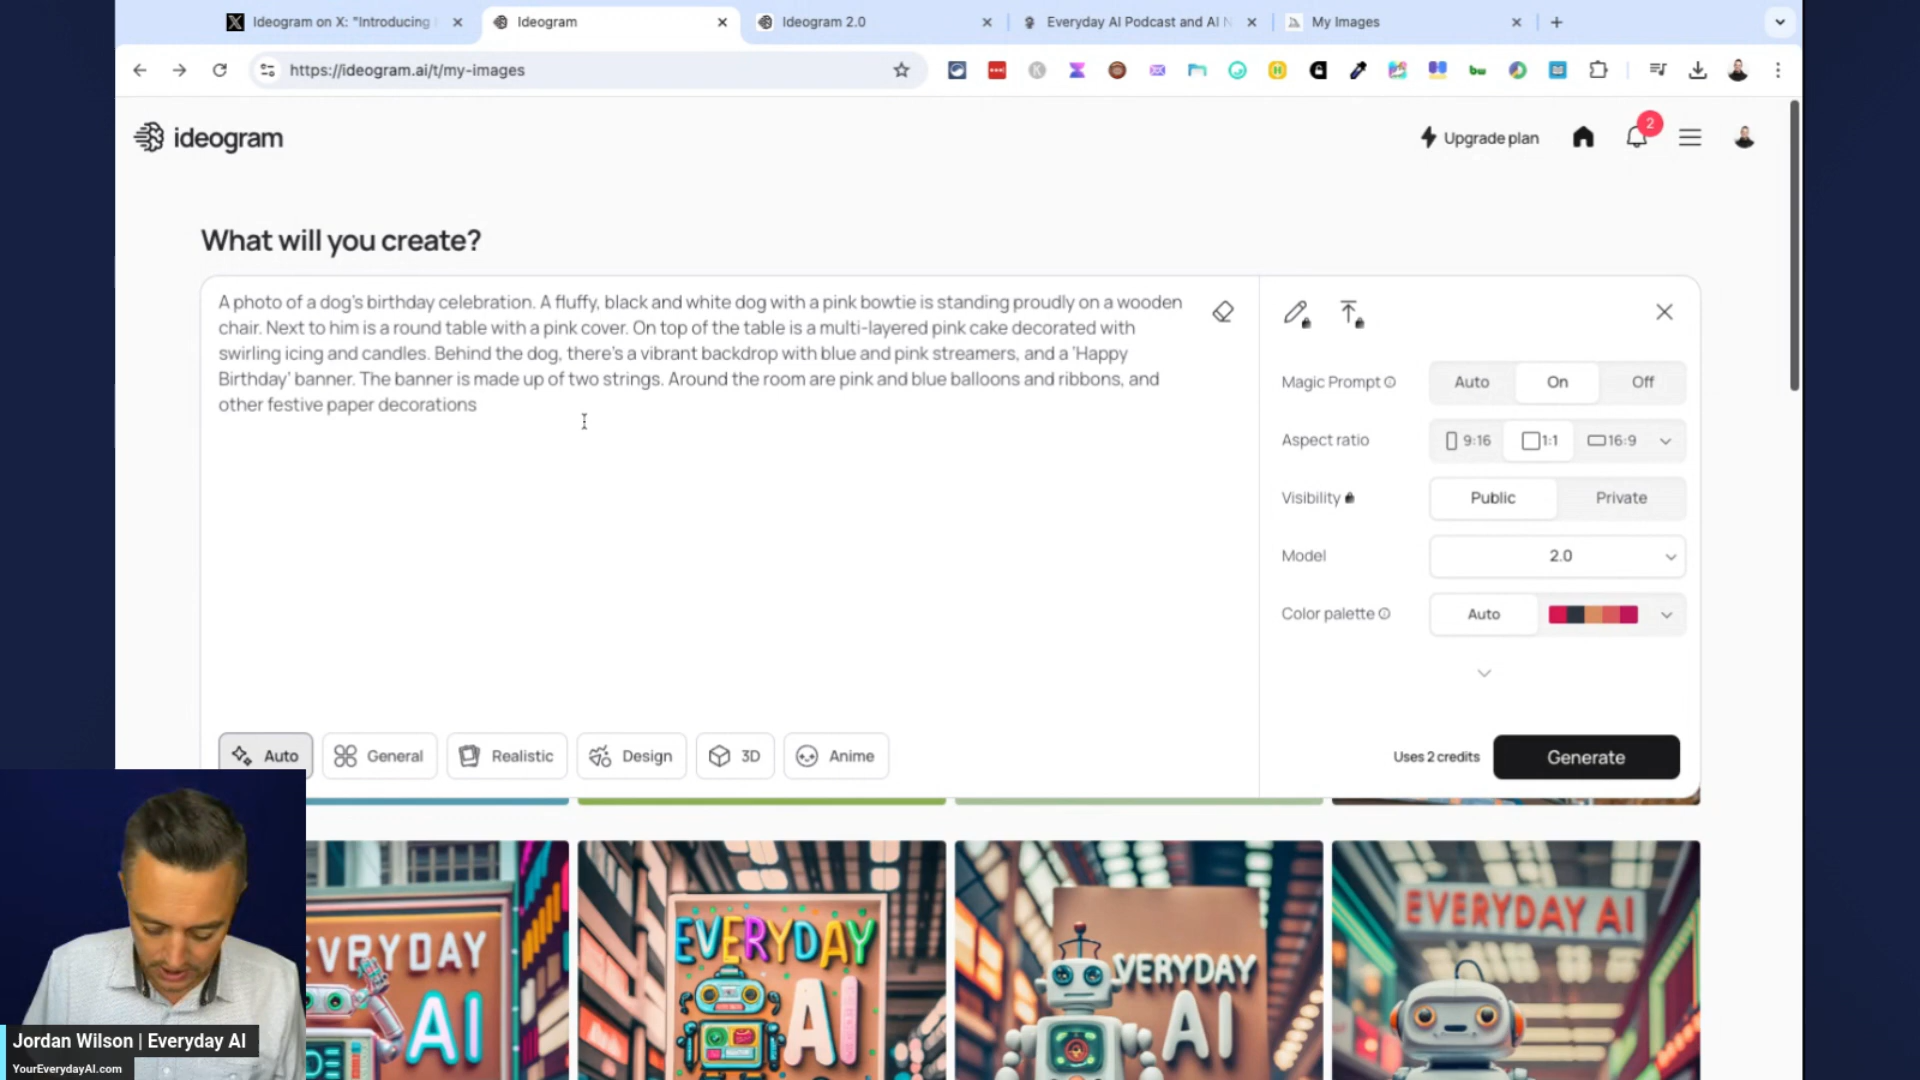 Ideogram on X: "Introducing
Ideogram
Ideogram 2.0
Everyday AI Podcast and AI N
My Images
https://ideogram.ai/t/my-images
ideogram
Upgrade plan
2
What will you create?
A photo of a dog's birthday celebration. A fluffy, black and white dog with a pink bowtie is standing proudly on a wooden
chair. Next to him is a round table with a pink cover. On top of the table is a multi-layered pink cake decorated with
swirling icing and candles. Behind the dog, there's a vibrant backdrop with blue and pink streamers, and a 'Happy
Birthday' banner. The banner is made up of two strings. Around the room are pink and blue balloons and ribbons, and
other festive paper decorations
Magic Prompt
Auto
On
Off
Aspect ratio
9:16
1:1
16:9
Visibility
Public
Private
Model
2.0
Color palette
Auto
Auto
General
Realistic
Design
3D
Anime
Uses 2 credits
Generate
EVRYDAY
AI
EVERYDAY
AI
VERYDAY
AI
EVERYDAY AI
Jordan Wilson | Everyday AI
YourEverydayAI.com